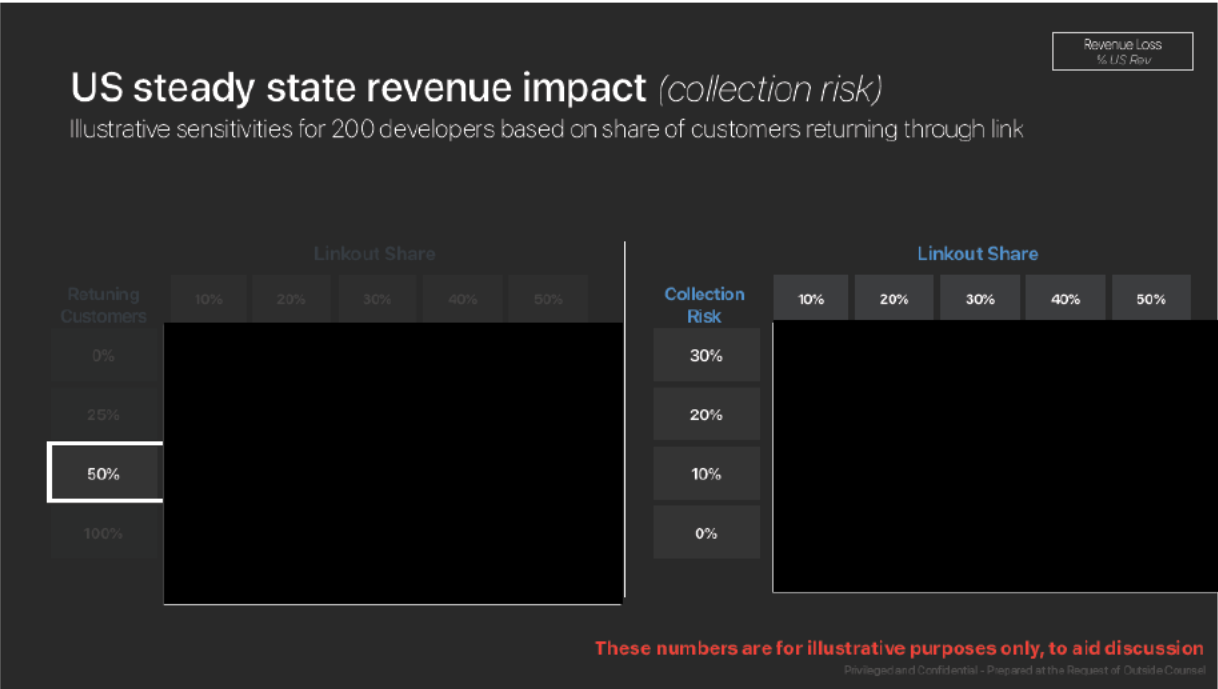 Revenue Loss
% US Rev
US steady state revenue impact (collection risk)
Illustrative sensitivities for 200 developers based on share of customers returning through link
Linkout Share
Retuning
Customers
10% 20% 30% 40% 50%
0%
25%
50%
100%
Linkout Share
Collection
Risk
10% 20% 30% 40% 50%
30%
20%
10%
0%
These numbers are for illustrative purposes only, to aid discussion
Privileged and Confidential - Prepared at the Request of Outside Counsel